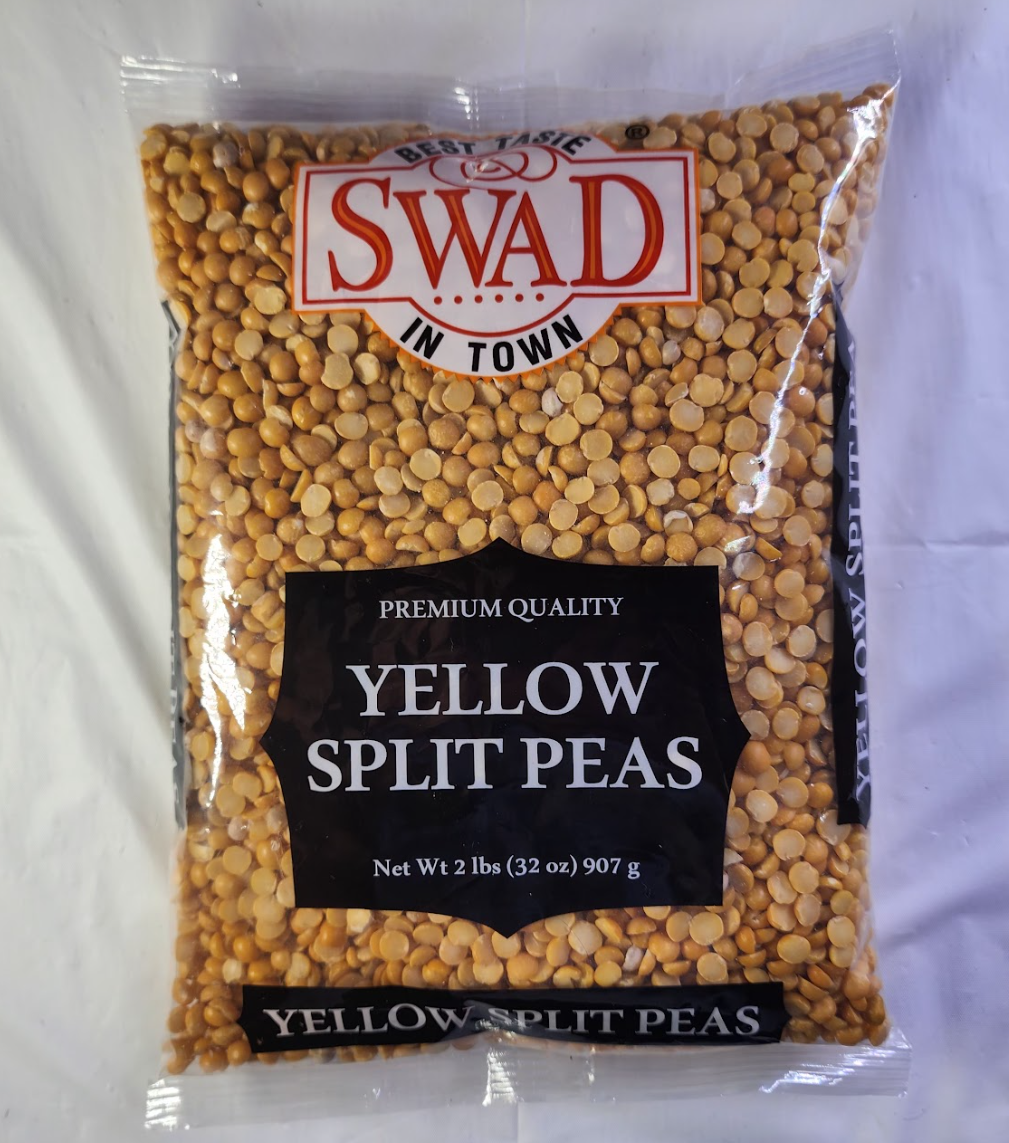 BEST TASTE ®
SWAD
IN TOWN
PREMIUM QUALITY
YELLOW
SPLIT PEAS
Net Wt 2 lbs (32 oz) 907 g
YELLOW SPLIT PEAS
YELLOW SPLIT